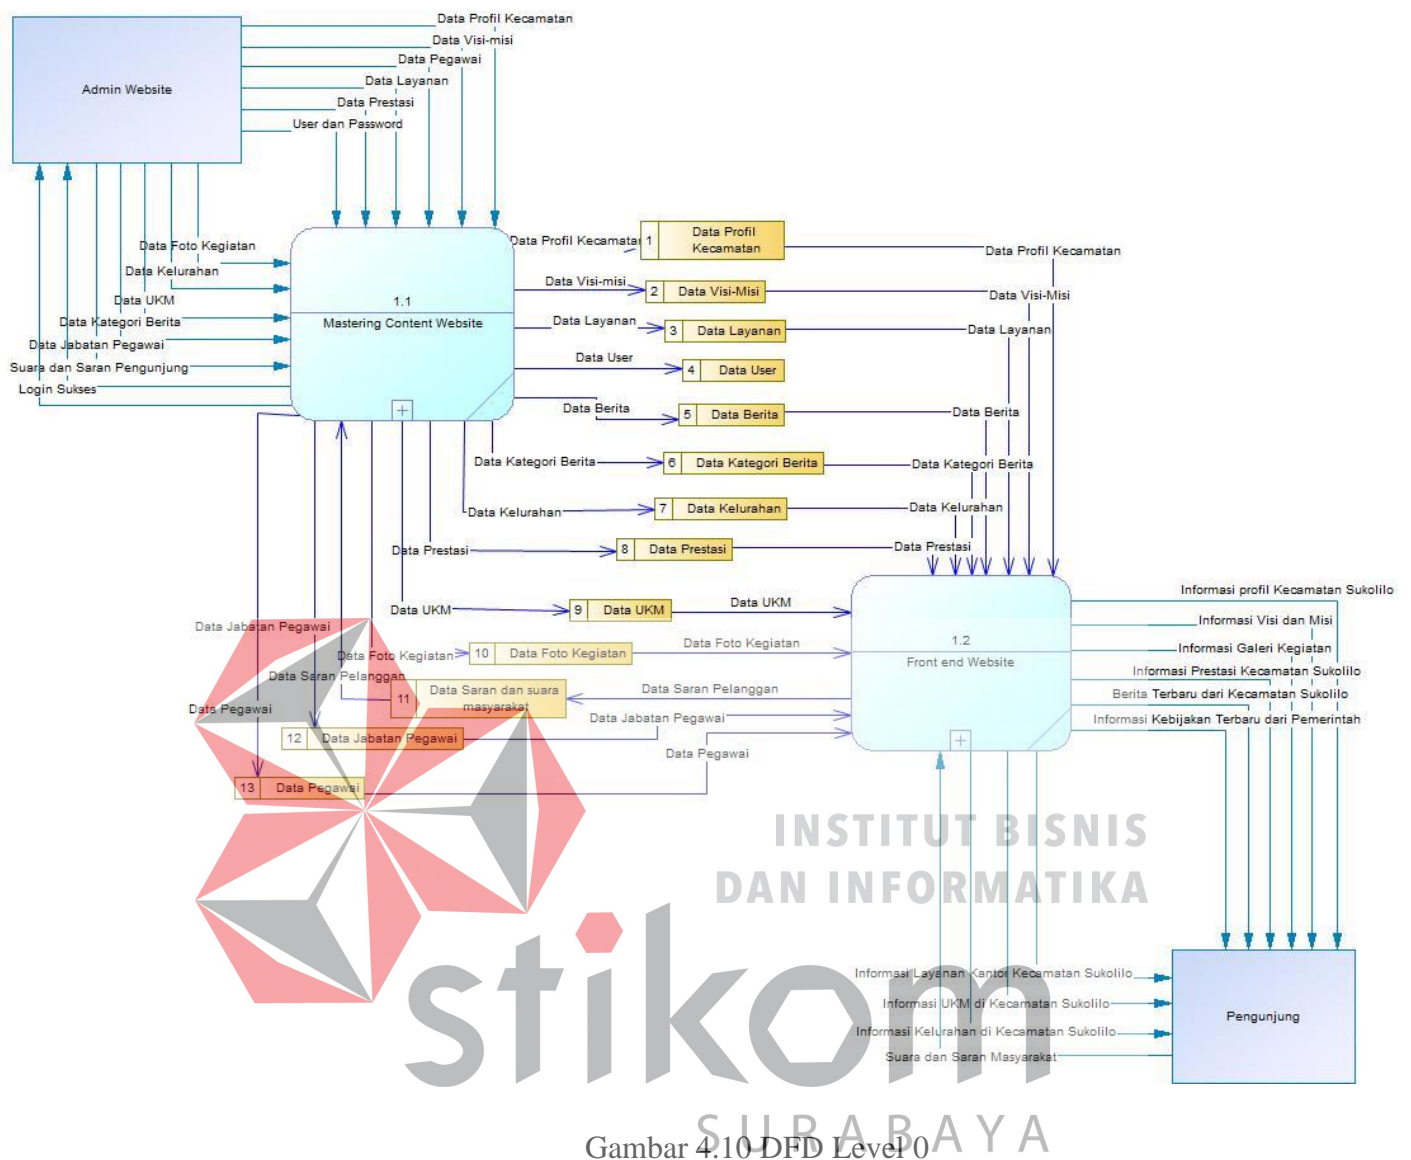 Data Profil Kecamatan
Data Visi-misi
Data Pegawai
Data Layanan
Data Prestasi
User dan Password
Admin Website
Data Foto Kegiatan
Data Kelurahan
Data UKM
Data Kategori Berita
Data Jabatan Pegawai
Suara dan Saran Pengunjung
Login Sukses
1.1
Mastering Content Website
Data Profil Kecamatan
1 Data Profil
Kecamatan
Data Profil Kecamatan
Data Visi-misi
2 Data Visi-Misi
Data Visi-Misi
Data Layanan
3 Data Layanan
Data Layanan
Data User
4 Data User
Data Berita
5 Data Berita
Data Berita
Data Kategori Berita
6 Data Kategori Berita
Data Kategori Berita
Data Kelurahan
7 Data Kelurahan
Data Kelurahan
Data Prestasi
8 Data Prestasi
Data Prestasi
Data UKM
9 Data UKM
Data UKM
Data Jabatan Pegawai
Data Foto Kegiatan
10 Data Foto Kegiatan
Data Foto Kegiatan
Data Saran Pelanggan
11 Data Saran dan suara
masyarakat
Data Saran Pelanggan
Data Pegawai
12 Data Jabatan Pegawai
Data Jabatan Pegawai
Data Pegawai
13 Data Pegawai
1.2
Front end Website
Informasi profil Kecamatan Sukolilo
Informasi Visi dan Misi
Informasi Galeri Kegiatan
Informasi Prestasi Kecamatan Sukolilo
Berita Terbaru dari Kecamatan Sukolilo
Informasi Kebijakan Terbaru dari Pemerintah
INSTITUT BISNIS
DAN INFORMATIKA
stikom
SURABAYA
Informasi Layanan Kantor Kecamatan Sukolilo
Informasi UKM di Kecamatan Sukolilo
Informasi Kelurahan di Kecamatan Sukolilo
Suara dan Saran Masyarakat
Pengunjung
Gambar 4.10 DFD Level 0